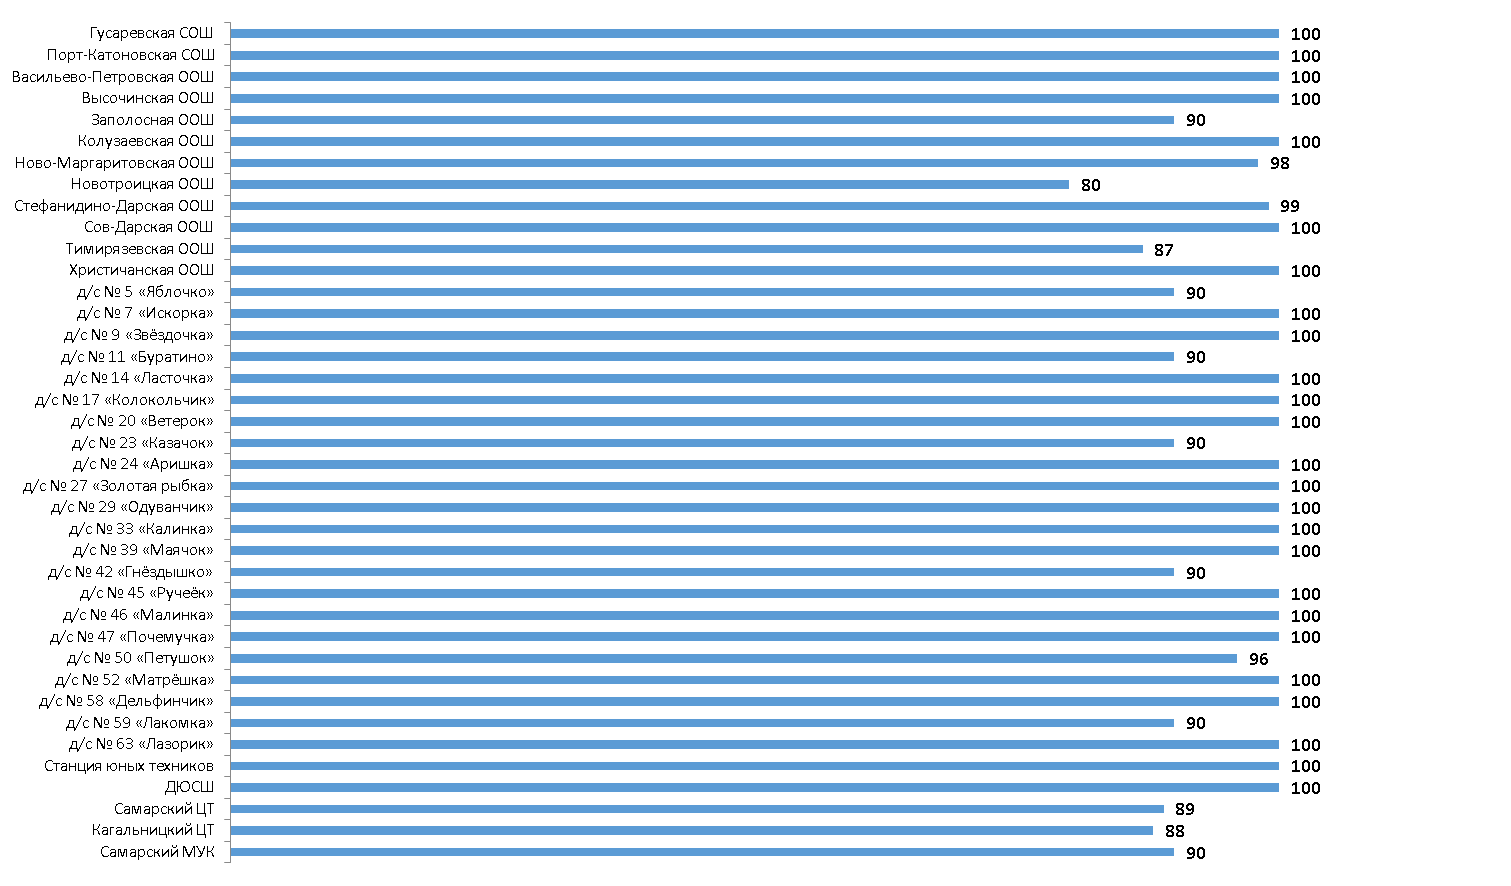 Гусаревская СОШ 100
Порт-Катоновская СОШ 100
Васильево-Петровская ООШ 100
Высочинская ООШ 100
Заполосная ООШ 90
Колузаевская ООШ 100
Ново-Маргаритовская ООШ 98
Новотроицкая ООШ 80
Стефанидино-Дарская ООШ 99
Сов-Дарская ООШ 100
Тимирязевская ООШ 87
Христичанская ООШ 100
д/с № 5 «Яблочко» 90
д/с № 7 «Искорка» 100
д/с № 9 «Звёздочка» 100
д/с № 11 «Буратино» 90
д/с № 14 «Ласточка» 100
д/с № 17 «Колокольчик» 100
д/с № 20 «Ветерок» 100
д/с № 23 «Казачок» 90
д/с № 24 «Аришка» 100
д/с № 27 «Золотая рыбка» 100
д/с № 29 «Одуванчик» 100
д/с № 33 «Калинка» 100
д/с № 39 «Маячок» 100
д/с № 42 «Гнёздышко» 90
д/с № 45 «Ручеёк» 100
д/с № 46 «Малинка» 100
д/с № 47 «Почемучка» 100
д/с № 50 «Петушок» 96
д/с № 52 «Матрёшка» 100
д/с № 58 «Дельфинчик» 100
д/с № 59 «Лакомка» 90
д/с № 63 «Лазорик» 100
Станция юных техников 100
ДЮСШ 100
Самарский ЦТ 89
Кагальницкий ЦТ 88
Самарский МУК 90